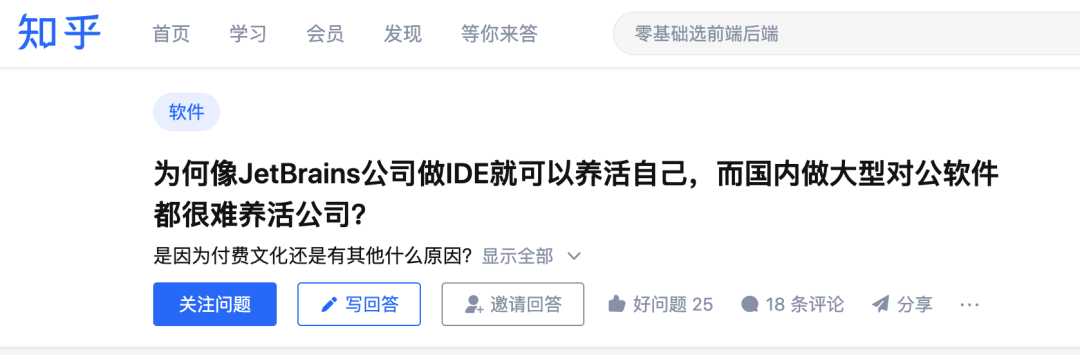 知乎 首页 学习 会员 发现 等你来答 零基础选前端后端
软件
为何像JetBrains公司做IDE就可以养活自己，而国内做大型对公软件
都很难养活公司？
是因为付费文化还是有其他什么原因？ 显示全部
关注问题 写回答 邀请回答 好问题 25 18 条评论 分享 ···